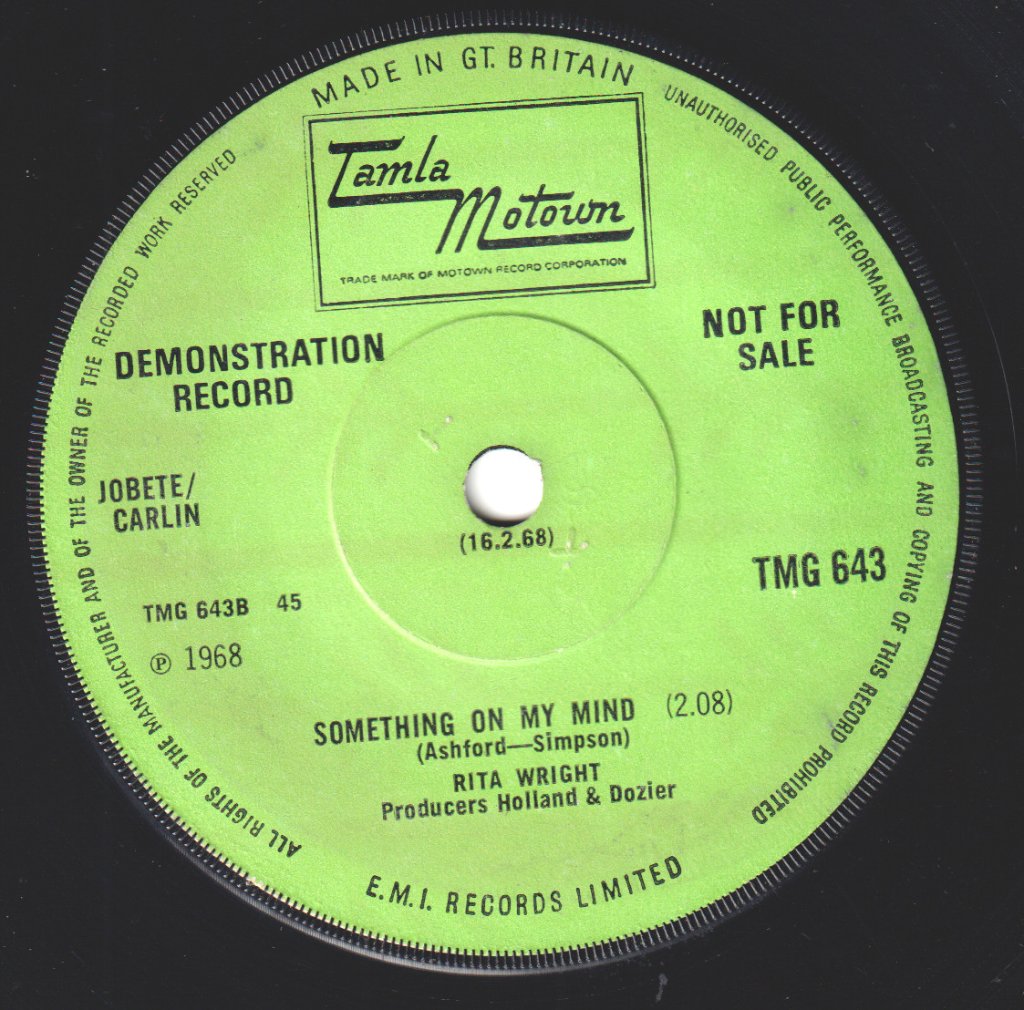 MADE IN GT. BRITAIN
Tamla
Motown
TRADE MARK OF MOTOWN RECORD CORPORATION
UNAUTHORISED PUBLIC PERFORMANCE BROADCASTING AND COPYING OF THIS RECORD PROHIBITED
ALL RIGHTS OF THE MANUFACTURER AND OF THE OWNER OF THE RECORDED WORK RESERVED
DEMONSTRATION
RECORD
NOT FOR
SALE
JOBETE/
CARLIN
(16.2.68)
TMG 643
TMG 643B 45
℗ 1968
SOMETHING ON MY MIND (2.08)
(Ashford—Simpson)
RITA WRIGHT
Producers Holland & Dozier
E.M.I. RECORDS LIMITED